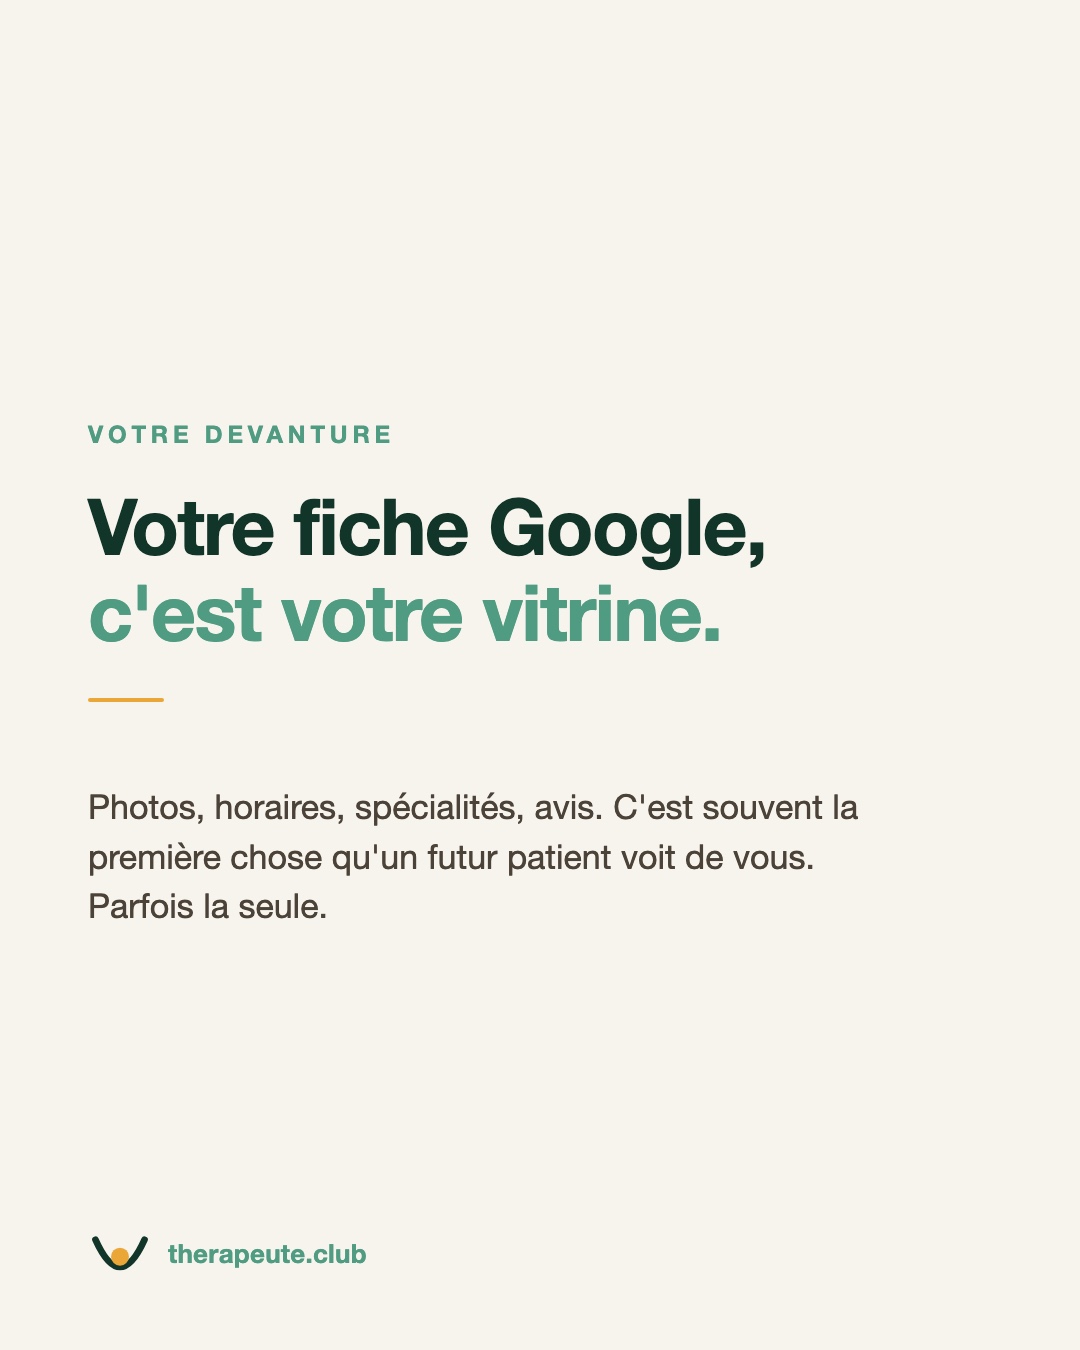 VOTRE DEVANTURE
Votre fiche Google,
c'est votre vitrine.
Photos, horaires, spécialités, avis. C'est souvent la
première chose qu'un futur patient voit de vous.
Parfois la seule.
therapeute.club